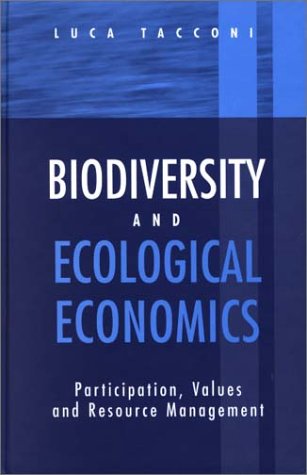 LUCA TACCONI
BIODIVERSITY
AND
ECOLOGICAL
ECONOMICS
Participation, Values
and Resource Management